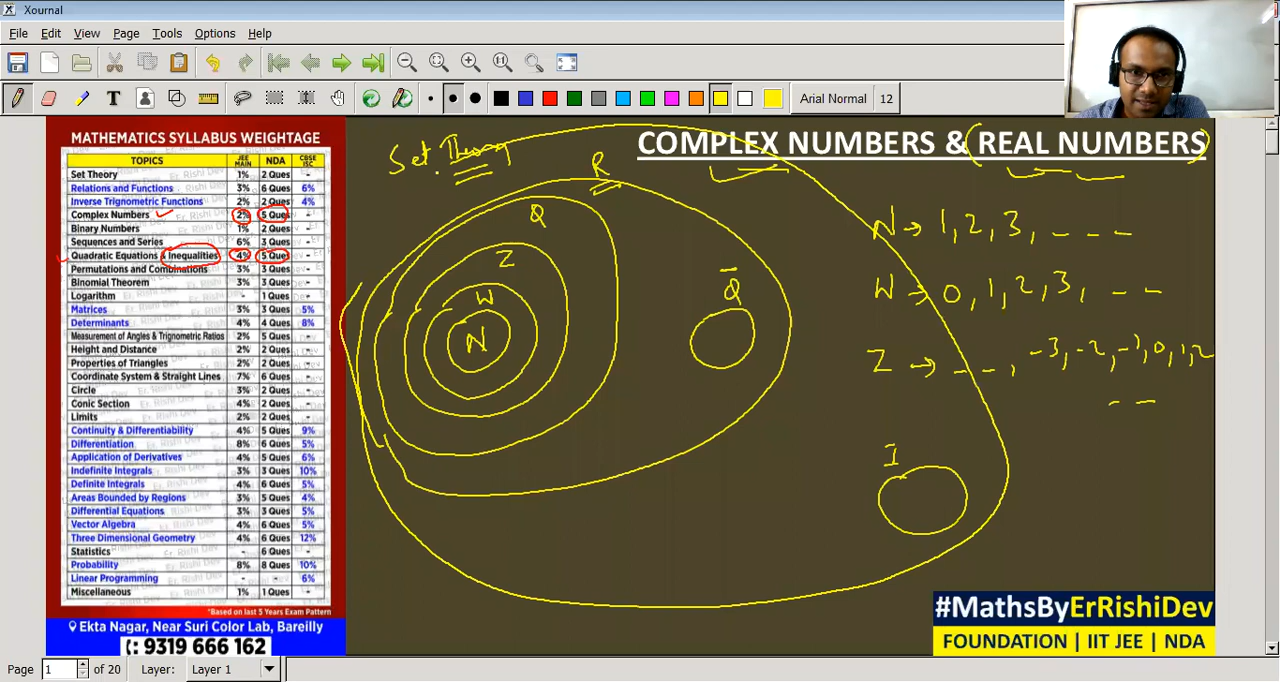 Xournal
File Edit View Page Tools Options Help
Arial Normal 12
MATHEMATICS SYLLABUS WEIGHTAGE
TOPICS JEE MAIN NDA CBSE ISC
Set Theory 1% 2 Ques -
Relations and Functions 3% 6 Ques 6%
Inverse Trignometric Functions 2% 2 Ques 4%
Complex Numbers 2% 5 Ques -
Binary Numbers 1% 2 Ques -
Sequences and Series 6% 3 Ques -
Quadratic Equations & Inequalities 4% 5 Ques -
Permutations and Combinations 3% 3 Ques -
Binomial Theorem 3% 3 Ques -
Logarithm - 1 Ques -
Matrices 3% 3 Ques 5%
Determinants 4% 4 Ques 8%
Measurement of Angles & Trignometric Ratios 2% 5 Ques -
Height and Distance 2% 2 Ques -
Properties of Triangles 2% 2 Ques -
Coordinate System & Straight Lines 7% 6 Ques -
Circle 3% 2 Ques -
Conic Section 4% 2 Ques -
Limits 2% 2 Ques -
Continuity & Differentiability 4% 6 Ques 9%
Differentiation 8% 6 Ques 5%
Application of Derivatives 4% 5 Ques 6%
Indefinite Integrals 3% 3 Ques 10%
Definite Integrals 4% 6 Ques 5%
Areas Bounded by Regions 3% 5 Ques 4%
Differential Equations 3% 3 Ques 5%
Vector Algebra 4% 6 Ques 5%
Three Dimensional Geometry 4% 6 Ques 12%
Statistics - 6 Ques -
Probability 8% 8 Ques 10%
Linear Programming - - 6%
Miscellaneous 1% 1 Ques -
*Based on last 5 Years Exam Pattern
Ekta Nagar, Near Suri Color Lab, Bareilly
9319 666 162
COMPLEX NUMBERS & REAL NUMBERS
Set Theory
R
Q
Z
W
N
Q̅
I
N → 1, 2, 3, - - -
W → 0, 1, 2, 3, - -
Z → - -, -3, -2, -1, 0, 1, 2
- -
#MathsByErRishiDev
FOUNDATION | IIT JEE | NDA
Page 1 of 20 Layer: Layer 1